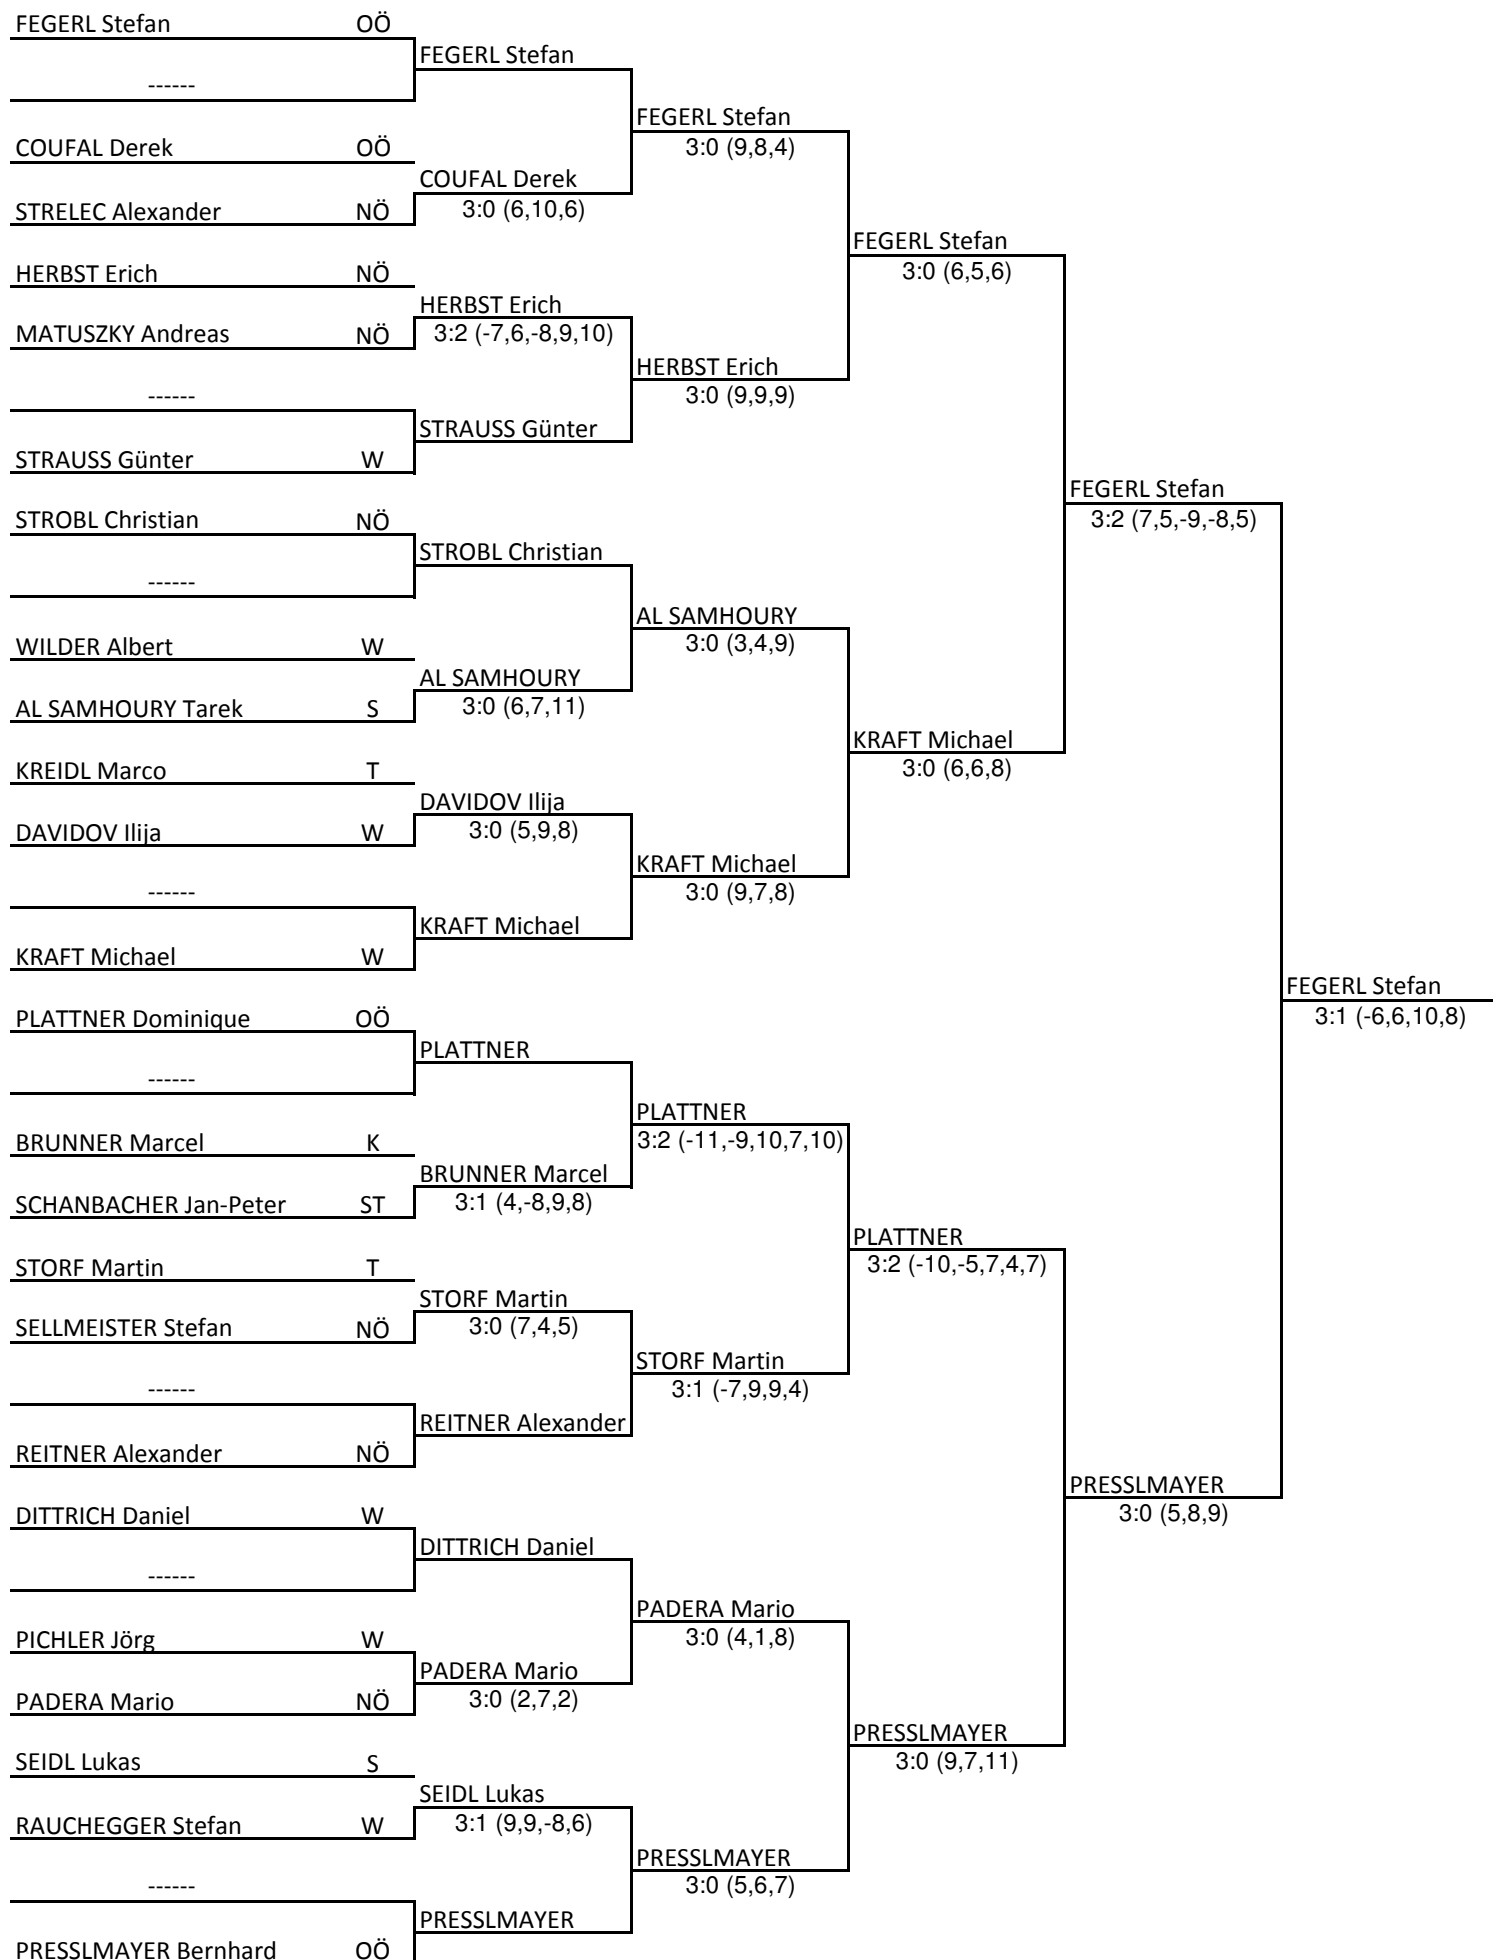 FEGERL Stefan OÖ
FEGERL Stefan
------
FEGERL Stefan
3:0 (9,8,4)
COUFAL Derek OÖ
COUFAL Derek
3:0 (6,10,6)
STRELEC Alexander NÖ
FEGERL Stefan
3:0 (6,5,6)
HERBST Erich NÖ
HERBST Erich
3:2 (-7,6,-8,9,10)
MATUSZKY Andreas NÖ
HERBST Erich
3:0 (9,9,9)
------
STRAUSS Günter
STRAUSS Günter W
FEGERL Stefan
3:2 (7,5,-9,-8,5)
STROBL Christian NÖ
STROBL Christian
------
AL SAMHOURY
3:0 (3,4,9)
WILDER Albert W
AL SAMHOURY
3:0 (6,7,11)
AL SAMHOURY Tarek S
KRAFT Michael
3:0 (6,6,8)
KREIDL Marco T
DAVIDOV Ilija
3:0 (5,9,8)
DAVIDOV Ilija W
KRAFT Michael
3:0 (9,7,8)
------
KRAFT Michael
KRAFT Michael W
FEGERL Stefan
3:1 (-6,6,10,8)
PLATTNER Dominique OÖ
PLATTNER
------
PLATTNER
3:2 (-11,-9,10,7,10)
BRUNNER Marcel K
BRUNNER Marcel
3:1 (4,-8,9,8)
SCHANBACHER Jan-Peter ST
PLATTNER
3:2 (-10,-5,7,4,7)
STORF Martin T
STORF Martin
3:0 (7,4,5)
SELLMEISTER Stefan NÖ
STORF Martin
3:1 (-7,9,9,4)
------
REITNER Alexander
REITNER Alexander NÖ
PRESSLMAYER
3:0 (5,8,9)
DITTRICH Daniel W
DITTRICH Daniel
------
PADERA Mario
3:0 (4,1,8)
PICHLER Jörg W
PADERA Mario
3:0 (2,7,2)
PADERA Mario NÖ
PRESSLMAYER
3:0 (9,7,11)
SEIDL Lukas S
SEIDL Lukas
3:1 (9,9,-8,6)
RAUCHEGGER Stefan W
PRESSLMAYER
3:0 (5,6,7)
------
PRESSLMAYER
PRESSLMAYER Bernhard OÖ